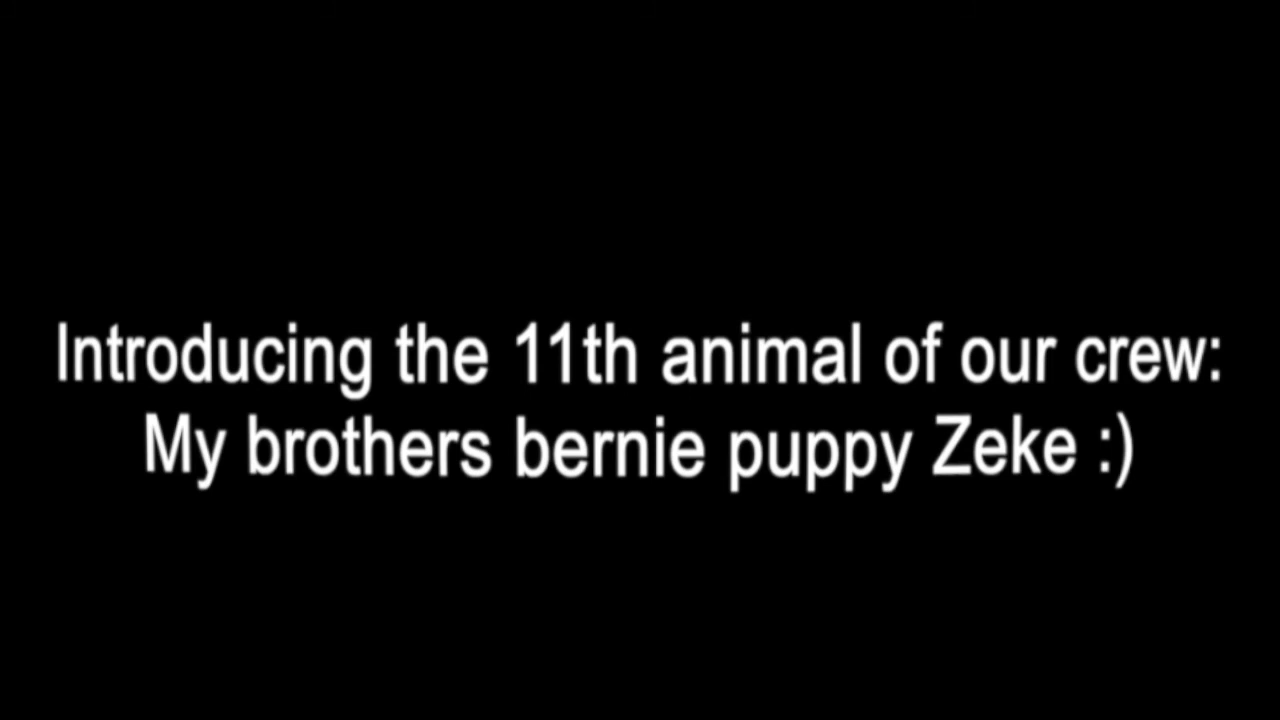 Introducing the 11th animal of our crew:
My brothers bernie puppy Zeke :)